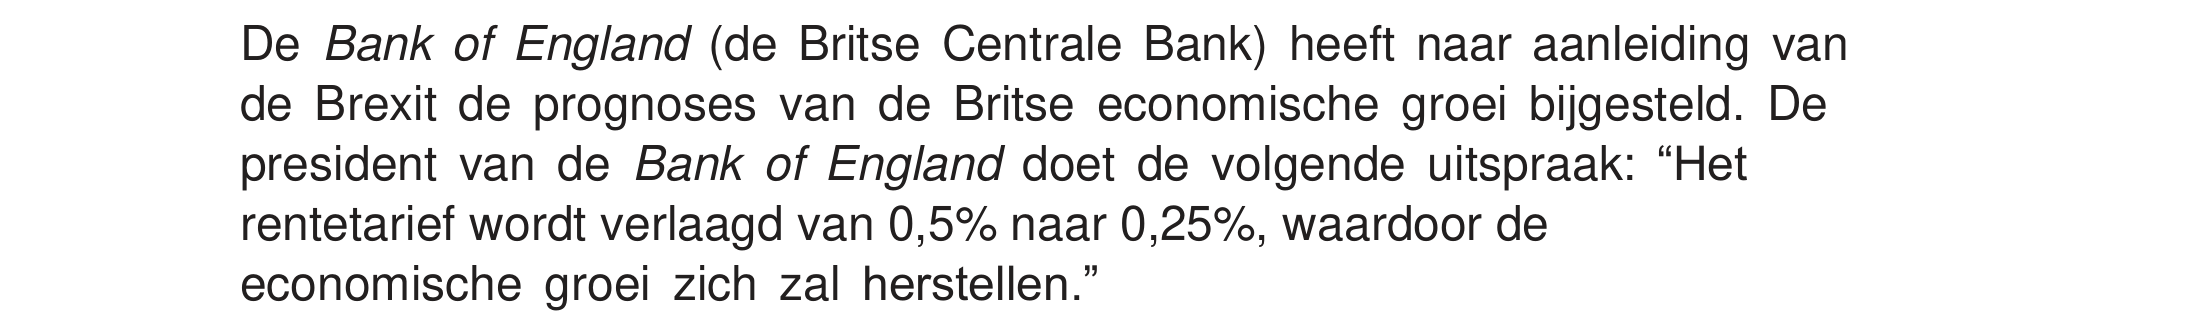 De Bank of England (de Britse Centrale Bank) heeft naar aanleiding van
de Brexit de prognoses van de Britse economische groei bijgesteld. De
president van de Bank of England doet de volgende uitspraak: “Het
rentetarief wordt verlaagd van 0,5% naar 0,25%, waardoor de
economische groei zich zal herstellen.”